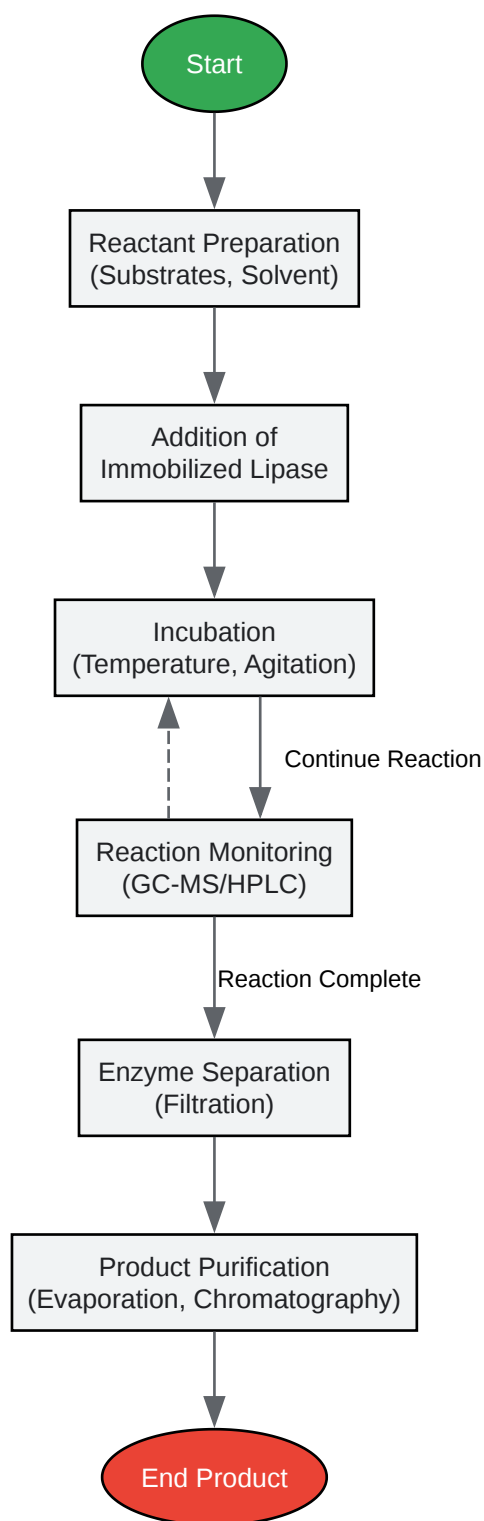 Start
Reactant Preparation
(Substrates, Solvent)
Addition of
Immobilized Lipase
Incubation
(Temperature, Agitation)
Continue Reaction
Reaction Monitoring
(GC-MS/HPLC)
Reaction Complete
Enzyme Separation
(Filtration)
Product Purification
(Evaporation, Chromatography)
End Product